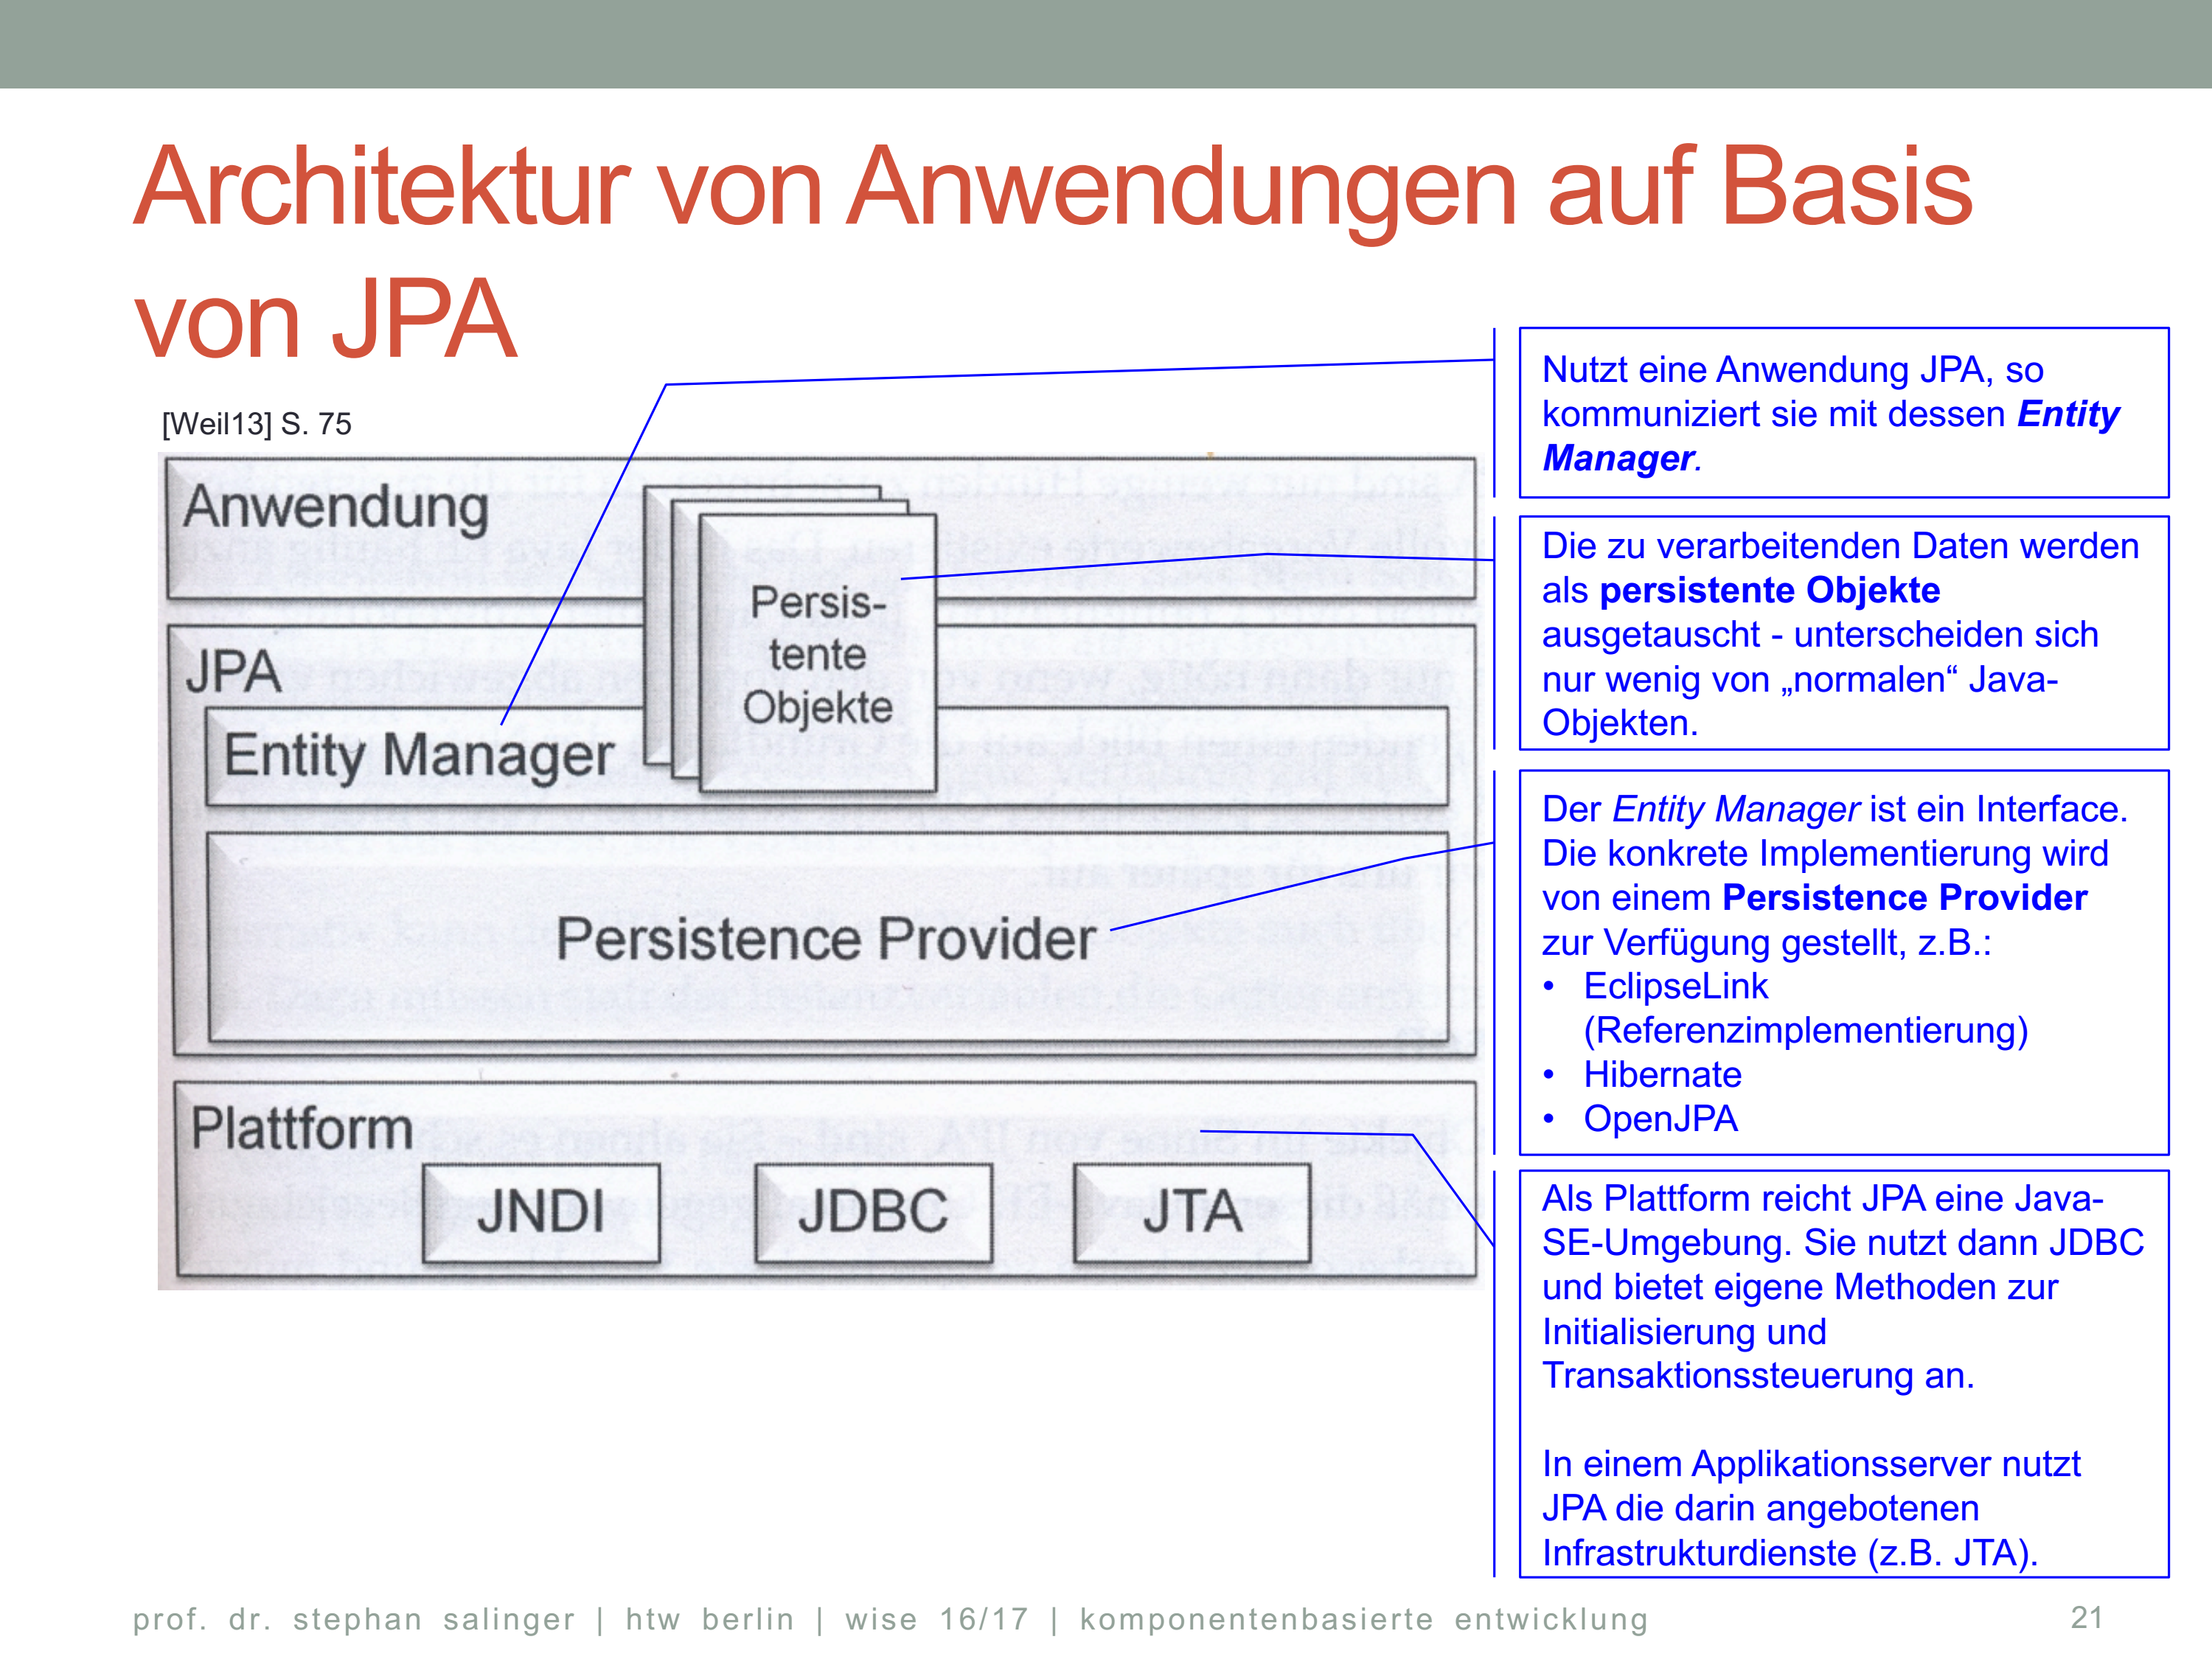 Architektur von Anwendungen auf Basis
von JPA
[Weil13] S. 75
Anwendung
Persis-
tente
Objekte
JPA
Entity Manager
Persistence Provider
Plattform
JNDI
JDBC
JTA
Nutzt eine Anwendung JPA, so
kommuniziert sie mit dessen Entity
Manager.
Die zu verarbeitenden Daten werden
als persistente Objekte
ausgetauscht - unterscheiden sich
nur wenig von „normalen“ Java-
Objekten.
Der Entity Manager ist ein Interface.
Die konkrete Implementierung wird
von einem Persistence Provider
zur Verfügung gestellt, z.B.:
• EclipseLink
(Referenzimplementierung)
• Hibernate
• OpenJPA
Als Plattform reicht JPA eine Java-
SE-Umgebung. Sie nutzt dann JDBC
und bietet eigene Methoden zur
Initialisierung und
Transaktionssteuerung an.
In einem Applikationsserver nutzt
JPA die darin angebotenen
Infrastrukturdienste (z.B. JTA).
prof. dr. stephan salinger | htw berlin | wise 16/17 | komponentenbasierte entwicklung
21